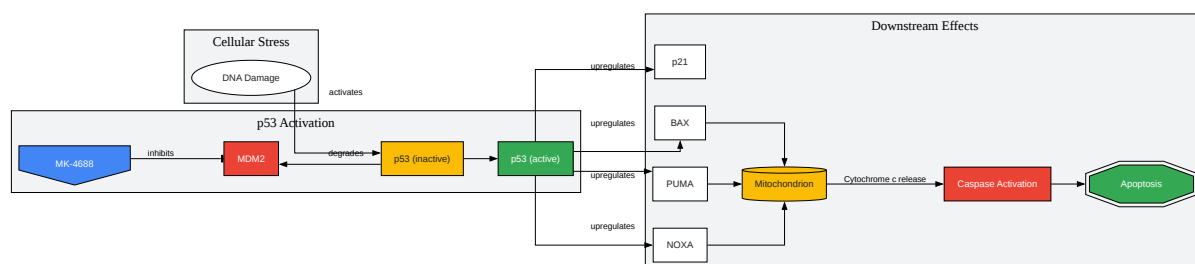 Cellular Stress
DNA Damage
activates
p53 Activation
MK-4688
inhibits
MDM2
degrades
p53 (inactive)
p53 (active)
upregulates
upregulates
upregulates
upregulates
Downstream Effects
p21
BAX
PUMA
NOXA
Mitochondrion
Cytochrome c release
Caspase Activation
Apoptosis